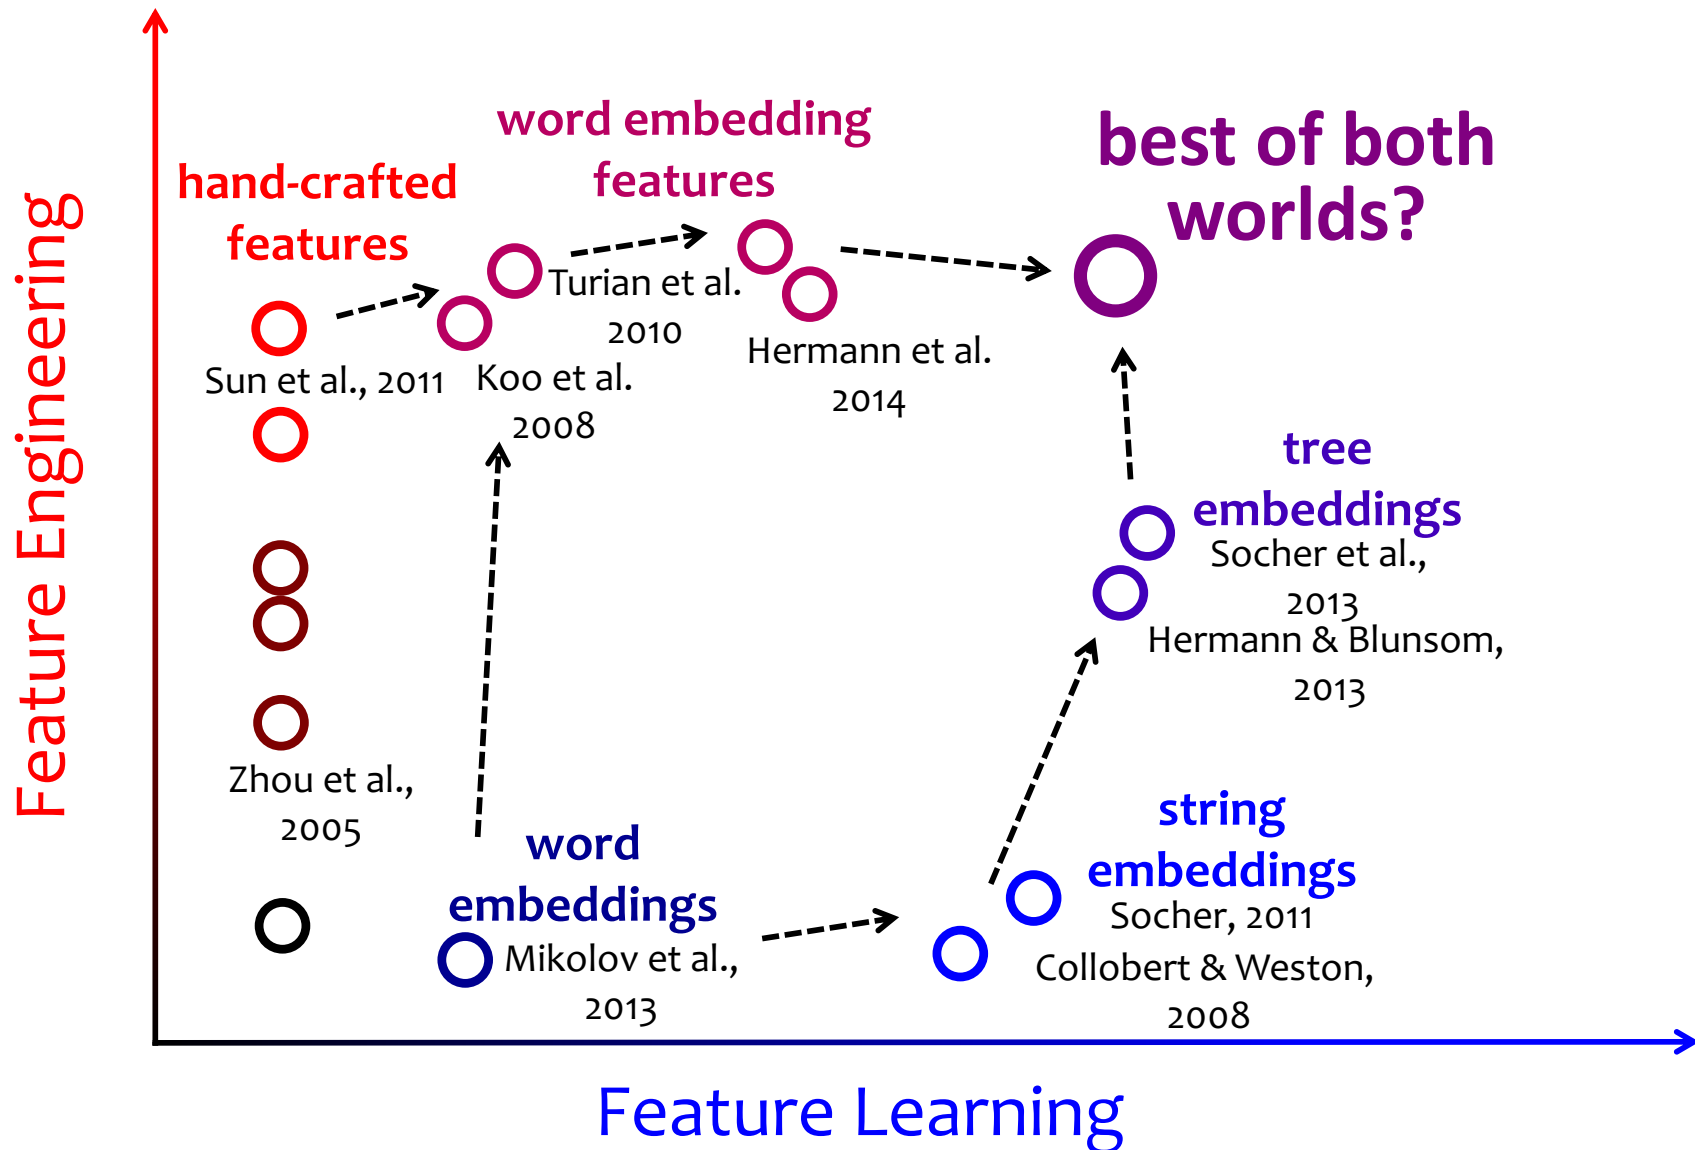 Feature Engineering
hand-crafted
features
word embedding
features
best of both
worlds?
Sun et al., 2011
Koo et al.
2008
Turian et al.
2010
Hermann et al.
2014
tree
embeddings
Socher et al.,
2013
Hermann & Blunsom,
2013
Zhou et al.,
2005
word
embeddings
Mikolov et al.,
2013
string
embeddings
Socher, 2011
Collobert & Weston,
2008
Feature Learning